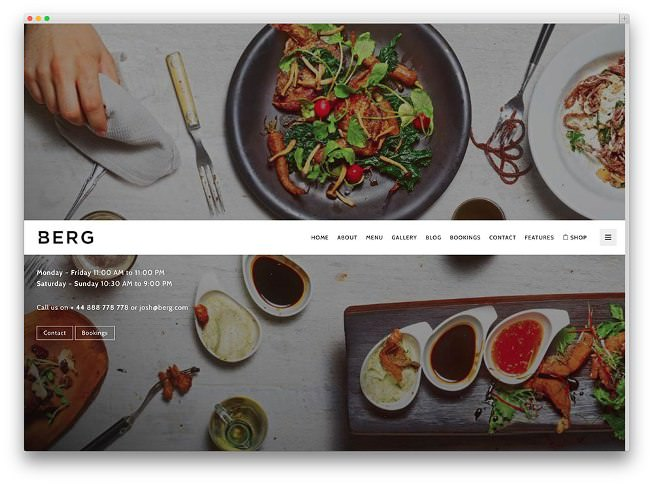 BERG
HOME ABOUT MENU GALLERY BLOG BOOKINGS CONTACT FEATURES SHOP
Monday - Friday 11:00 AM to 11:00 PM
Saturday - Sunday 10:30 AM to 9:00 PM
Call us on + 44 888 778 778 or josh@berg.com
Contact Bookings